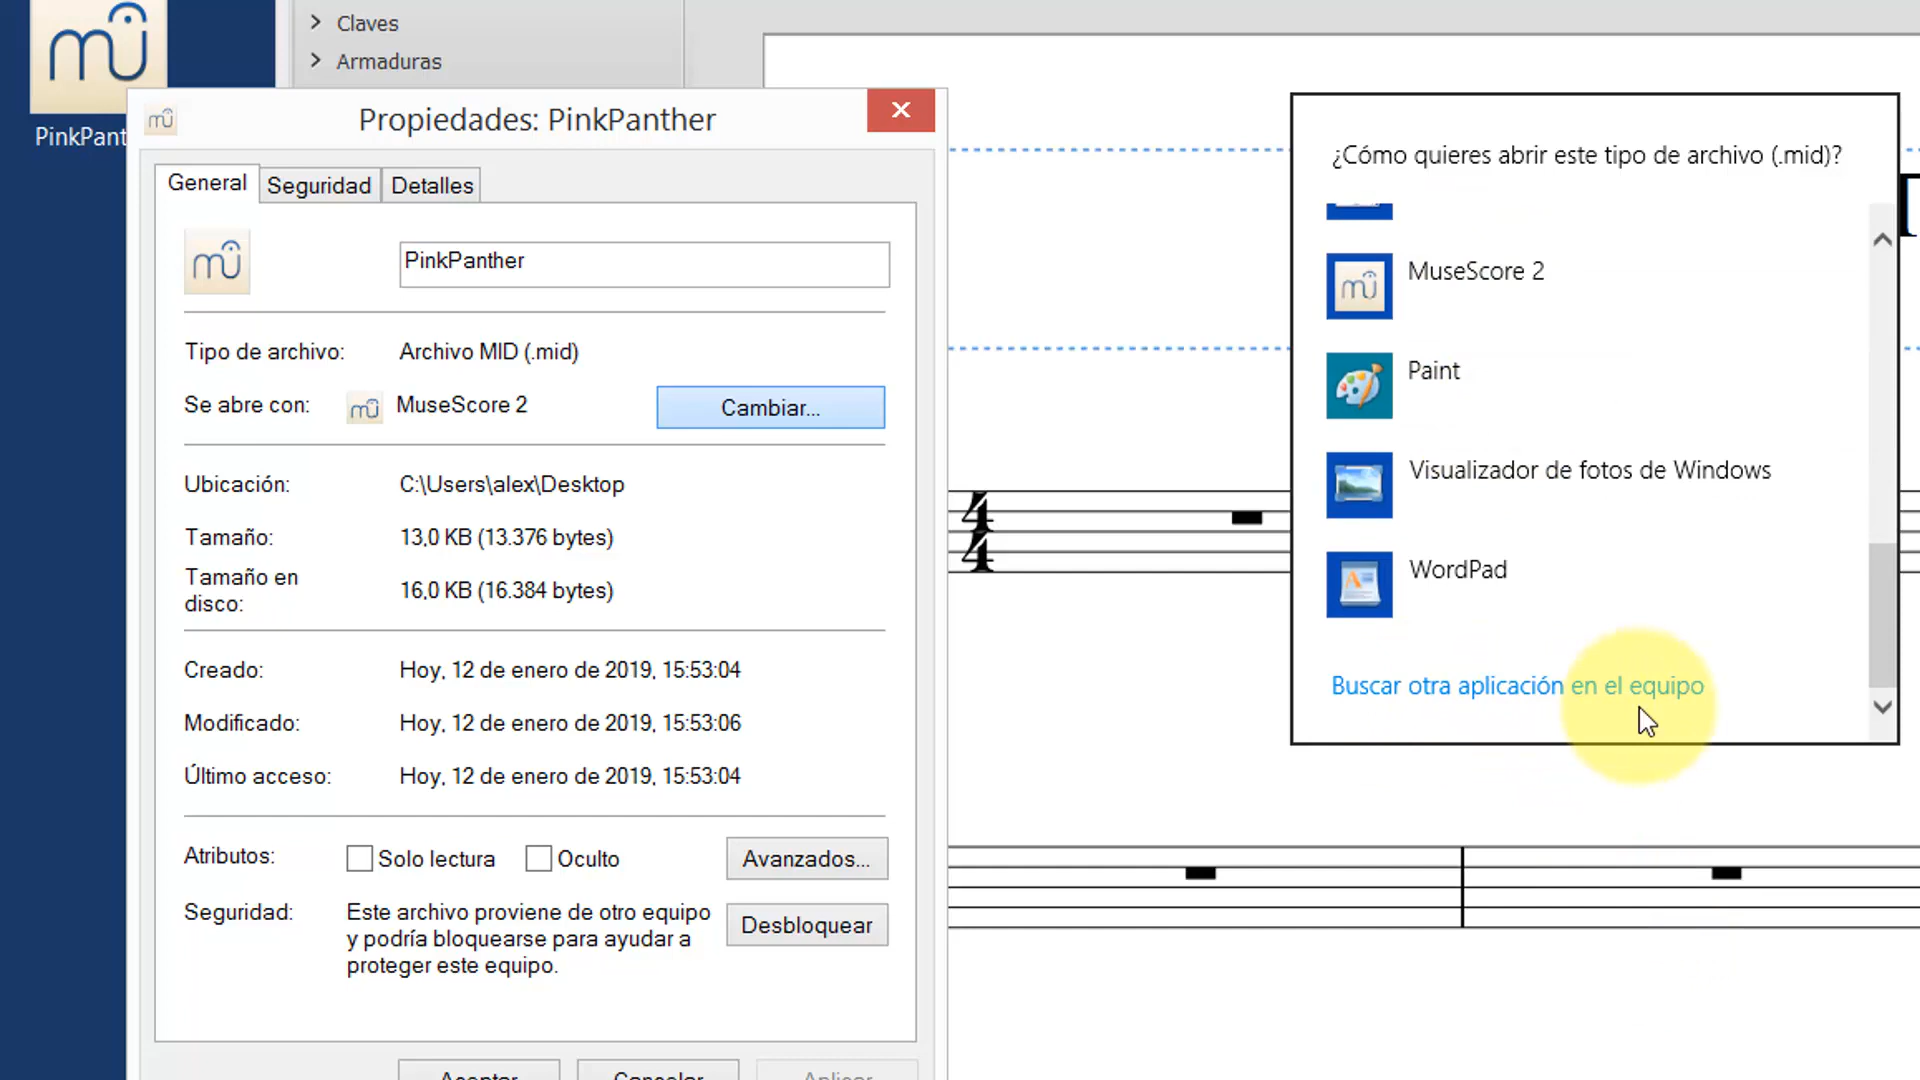 Claves
Armaduras
PinkPant
Propiedades: PinkPanther
General
Seguridad
Detalles
PinkPanther
Tipo de archivo:
Archivo MID (.mid)
Se abre con:
MuseScore 2
Cambiar...
Ubicación:
C:\Users\alex\Desktop
Tamaño:
13,0 KB (13.376 bytes)
Tamaño en
disco:
16,0 KB (16.384 bytes)
Creado:
Hoy, 12 de enero de 2019, 15:53:04
Modificado:
Hoy, 12 de enero de 2019, 15:53:06
Último acceso:
Hoy, 12 de enero de 2019, 15:53:04
Atributos:
Solo lectura
Oculto
Avanzados...
Seguridad:
Este archivo proviene de otro equipo
y podría bloquearse para ayudar a
proteger este equipo.
Desbloquear
Aceptar
Cancelar
Aplicar
¿Cómo quieres abrir este tipo de archivo (.mid)?
MuseScore 2
Paint
Visualizador de fotos de Windows
WordPad
Buscar otra aplicación en el equipo
4
4